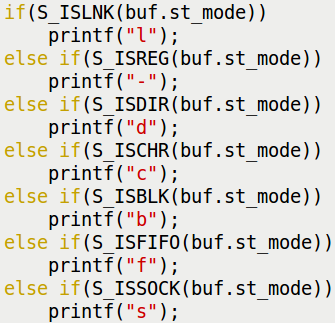 if(S_ISLNK(buf.st_mode))
    printf("l");
else if(S_ISREG(buf.st_mode))
    printf("-");
else if(S_ISDIR(buf.st_mode))
    printf("d");
else if(S_ISCHR(buf.st_mode))
    printf("c");
else if(S_ISBLK(buf.st_mode))
    printf("b");
else if(S_ISFIFO(buf.st_mode))
    printf("f");
else if(S_ISSOCK(buf.st_mode))
    printf("s");